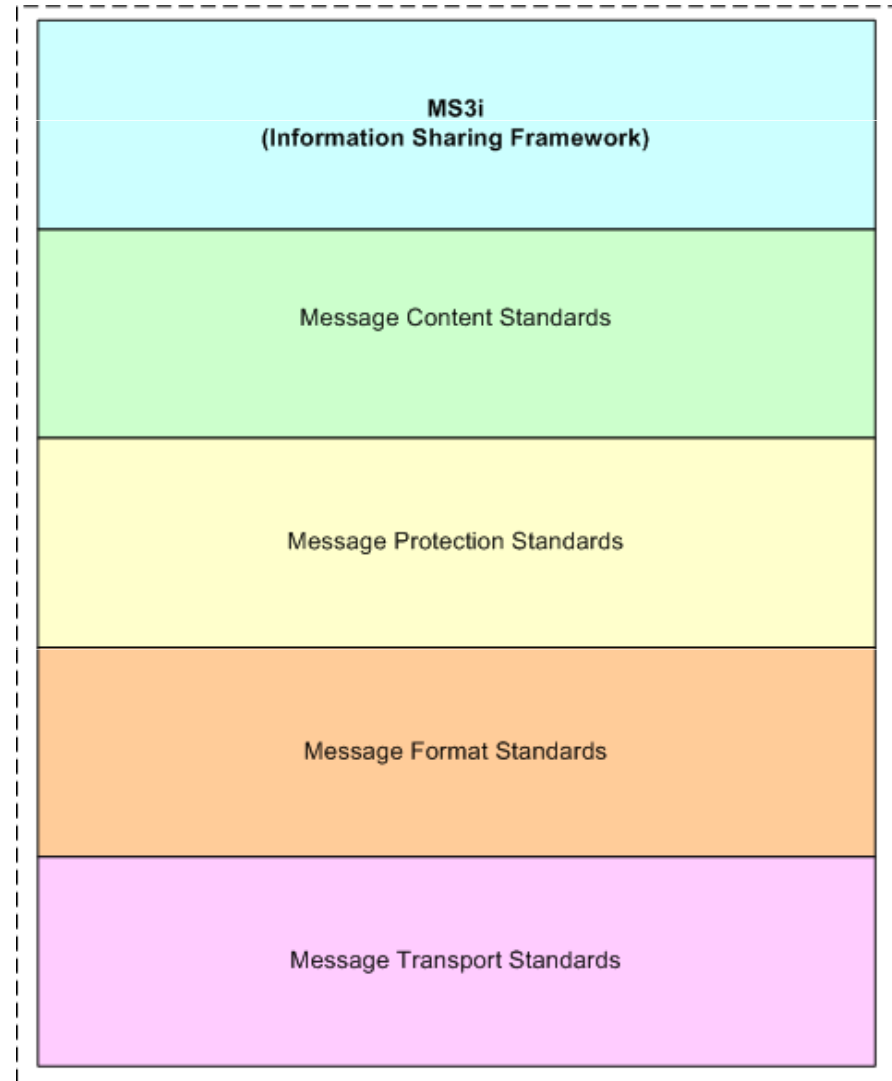 MS3i
(Information Sharing Framework)
Message Content Standards
Message Protection Standards
Message Format Standards
Message Transport Standards